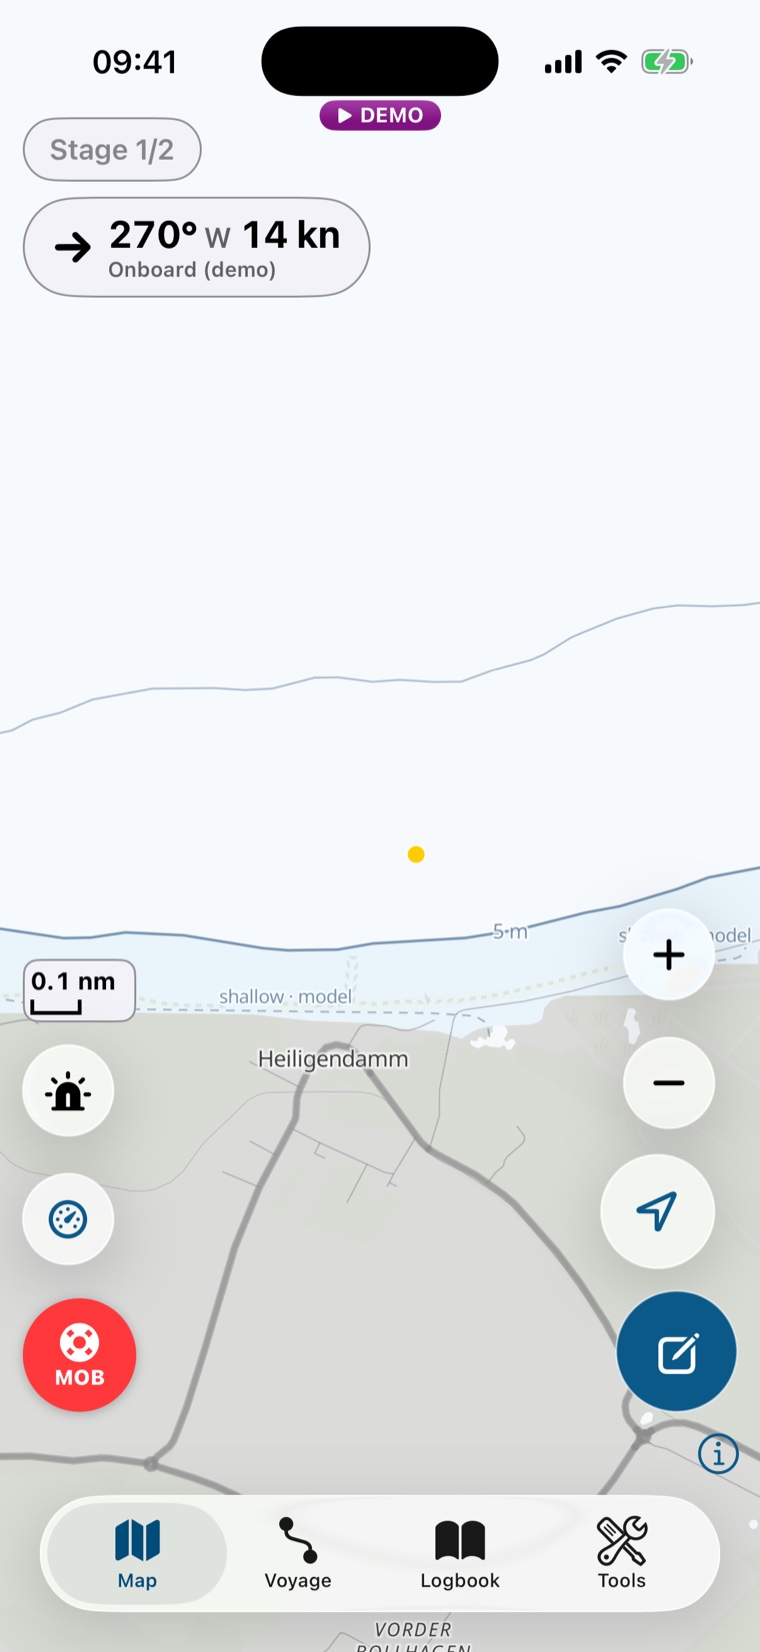 09:41
DEMO
Stage 1/2
270° W 14 kn
Onboard (demo)
5 m
0.1 nm
shallow · model
Heiligendamm
MOB
Map
Voyage
Logbook
Tools
VORDER
BOLLHAGEN